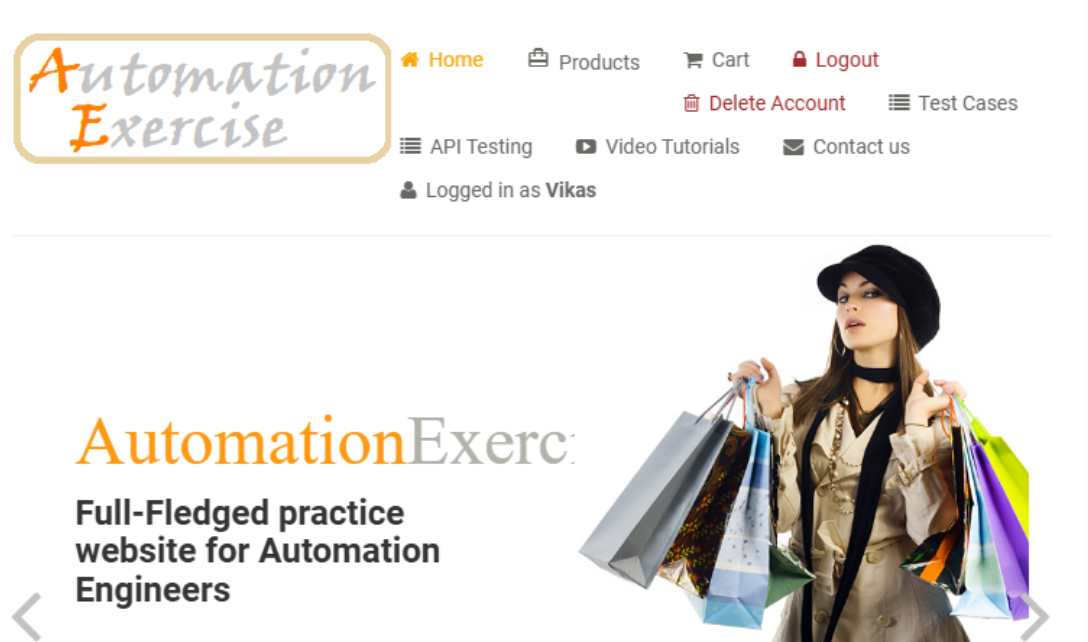 Automation
Exercise
Home Products Cart Logout
Delete Account Test Cases
API Testing Video Tutorials Contact us
Logged in as Vikas
AutomationExerc
Full-Fledged practice
website for Automation
Engineers